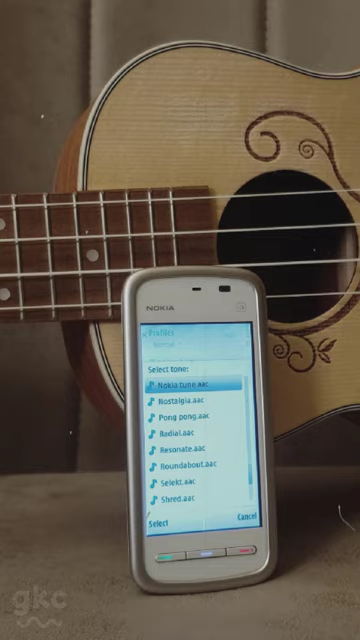 NOKIA
Profiles
Select tone:
Nokia tune.aac
Nostalgia.aac
Pong pong.aac
Radial.aac
Resonate.aac
Roundabout.aac
Selekt.aac
Shred.aac
Select Cancel
gkc